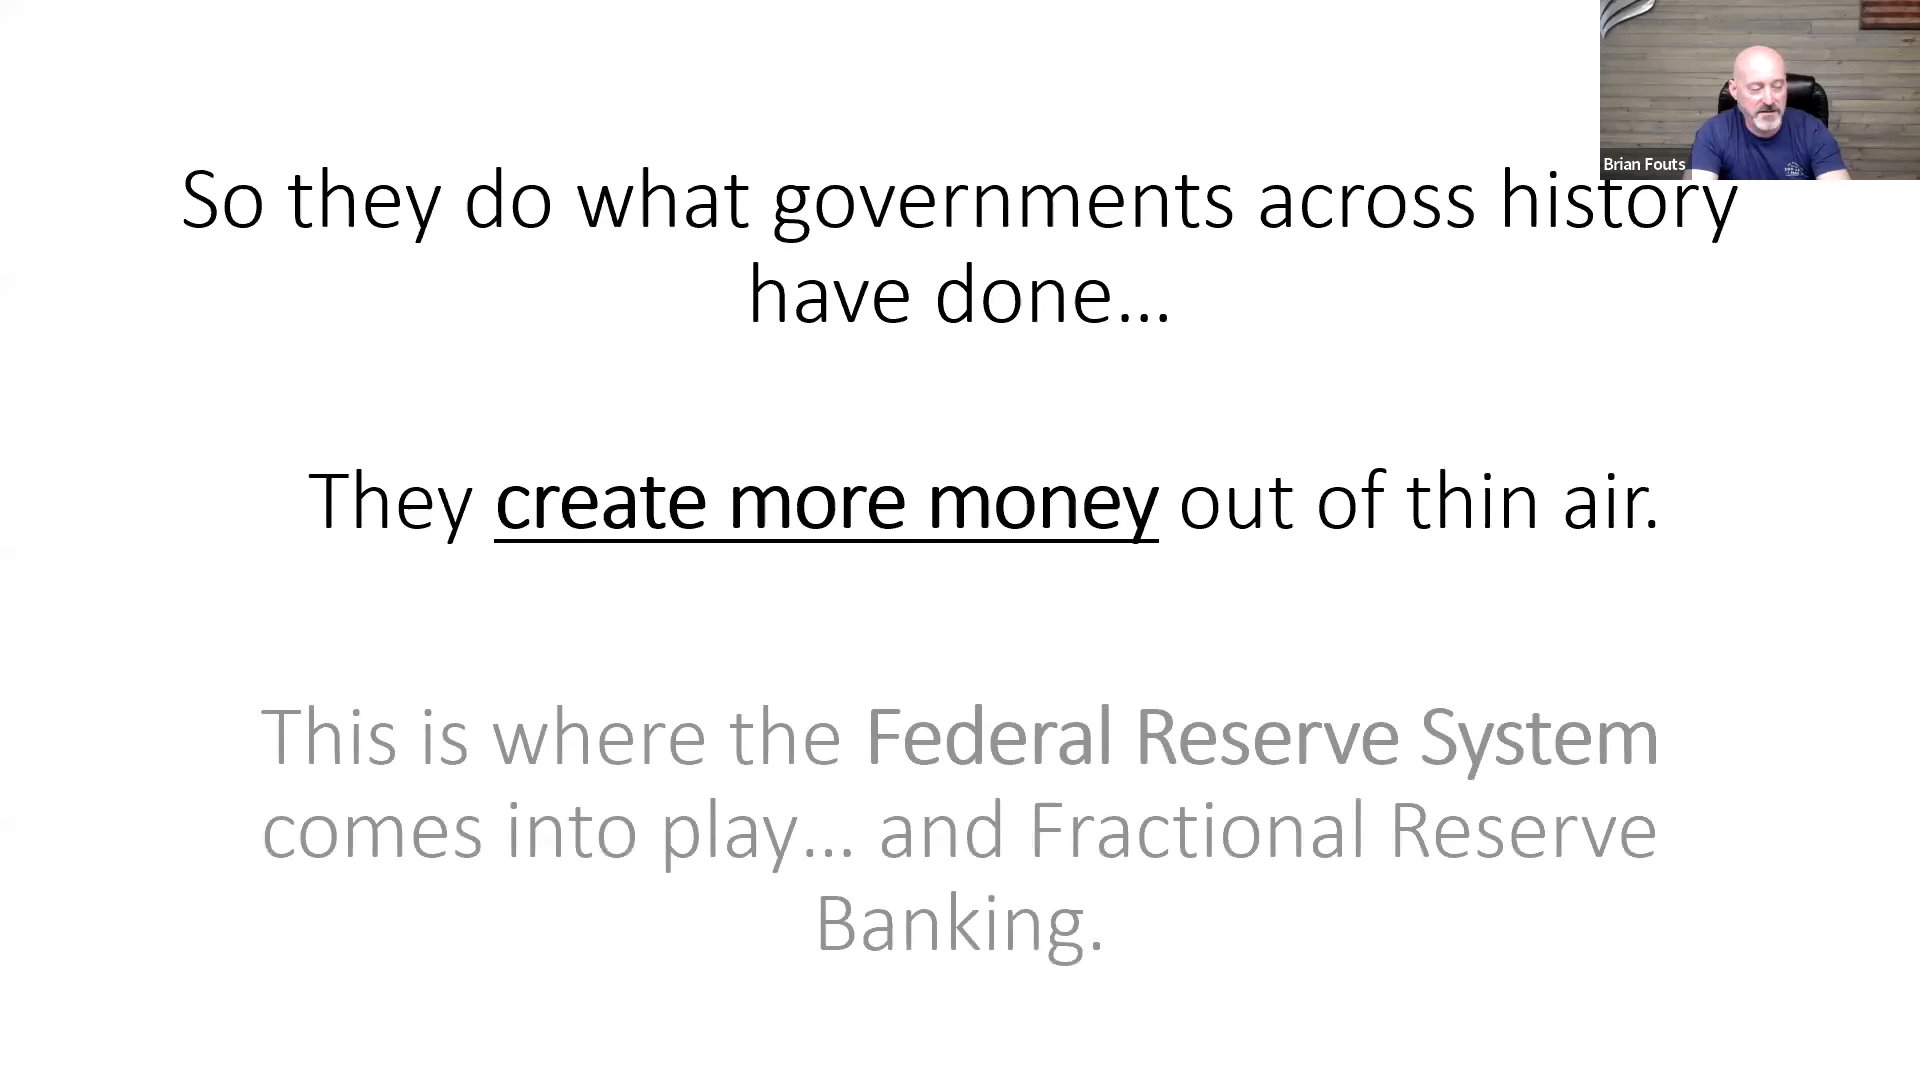 Brian Fouts
So they do what governments across history
have done...
They create more money out of thin air.
This is where the Federal Reserve System
comes into play... and Fractional Reserve
Banking.